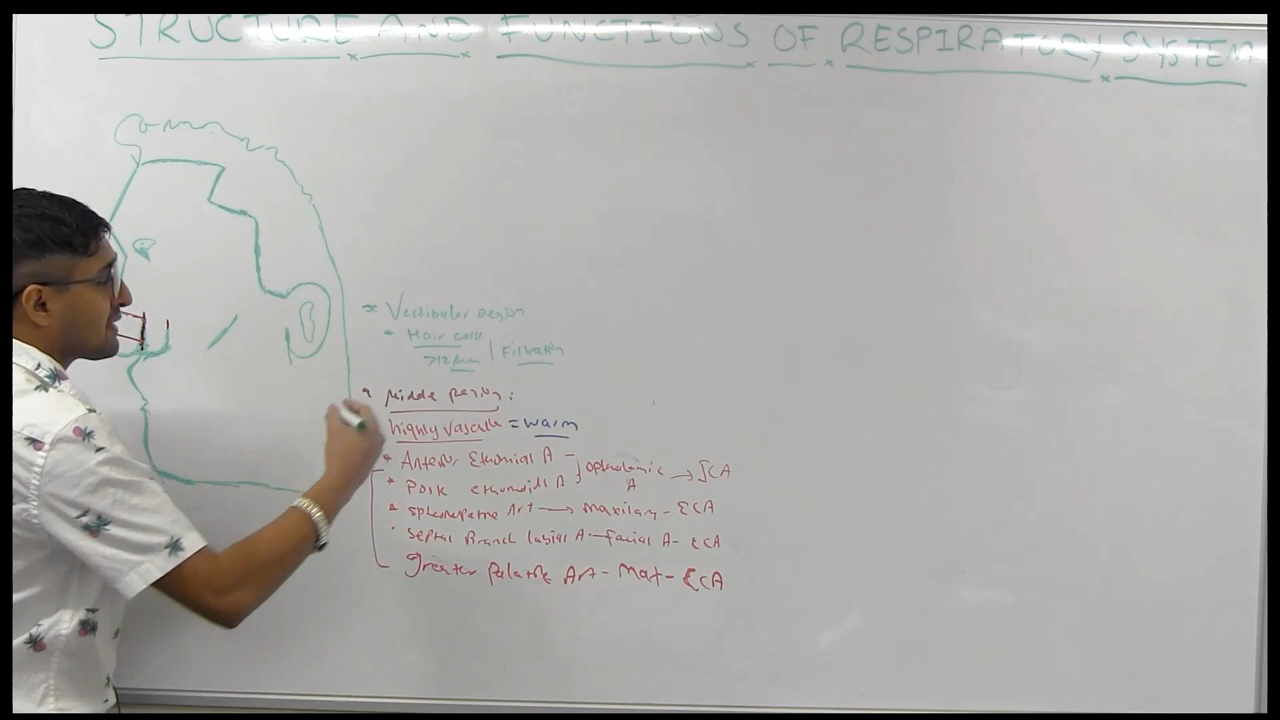 STRUCTURE AND FUNCTIONS OF RESPIRATORY SYSTEM
* Vestibular Region
* Hair cells
>12 μm | Filtration
* Middle Region:
highly vascular = warm
* Anterior Ethmoidal A
* Post ethmoidal A } Ophthalmic A → ICA
* Sphenopalatine Art → Maxillary - ECA
* Septal Branch labial A - facial A - ECA
Greater Palatine Art - Max - ECA